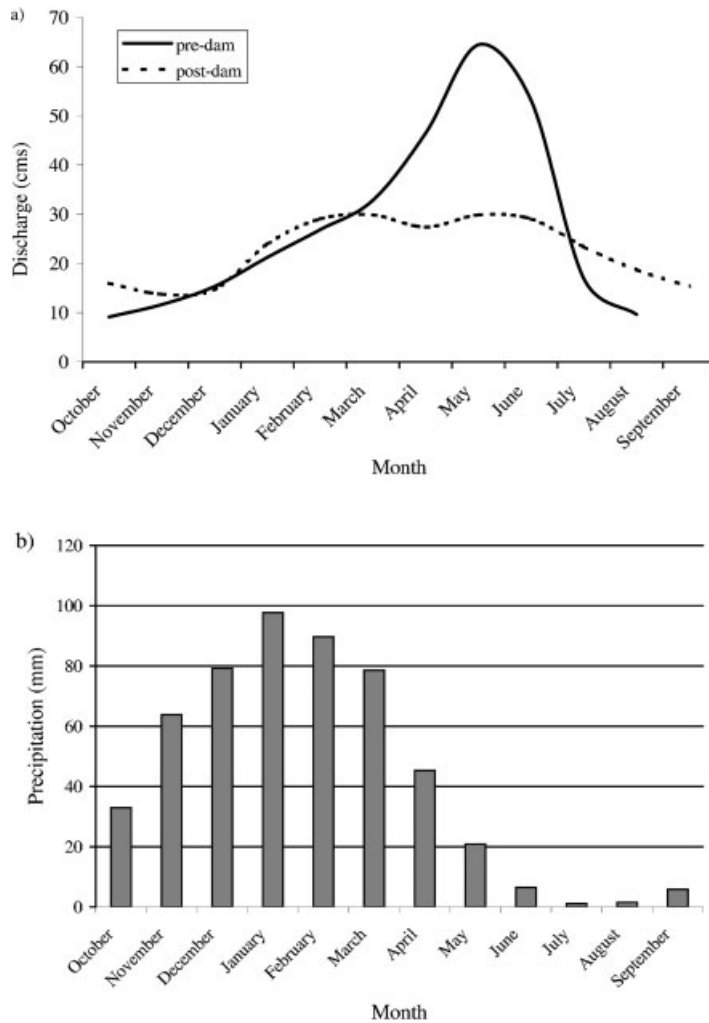 a)
70
pre-dam
post-dam
60
50
40
30
20
10
0
Discharge (cms)
October
November
December
January
February
March
April
May
June
July
August
September
Month
b)
120
100
80
60
40
20
0
Precipitation (mm)
October
November
December
January
February
March
April
May
June
July
August
September
Month